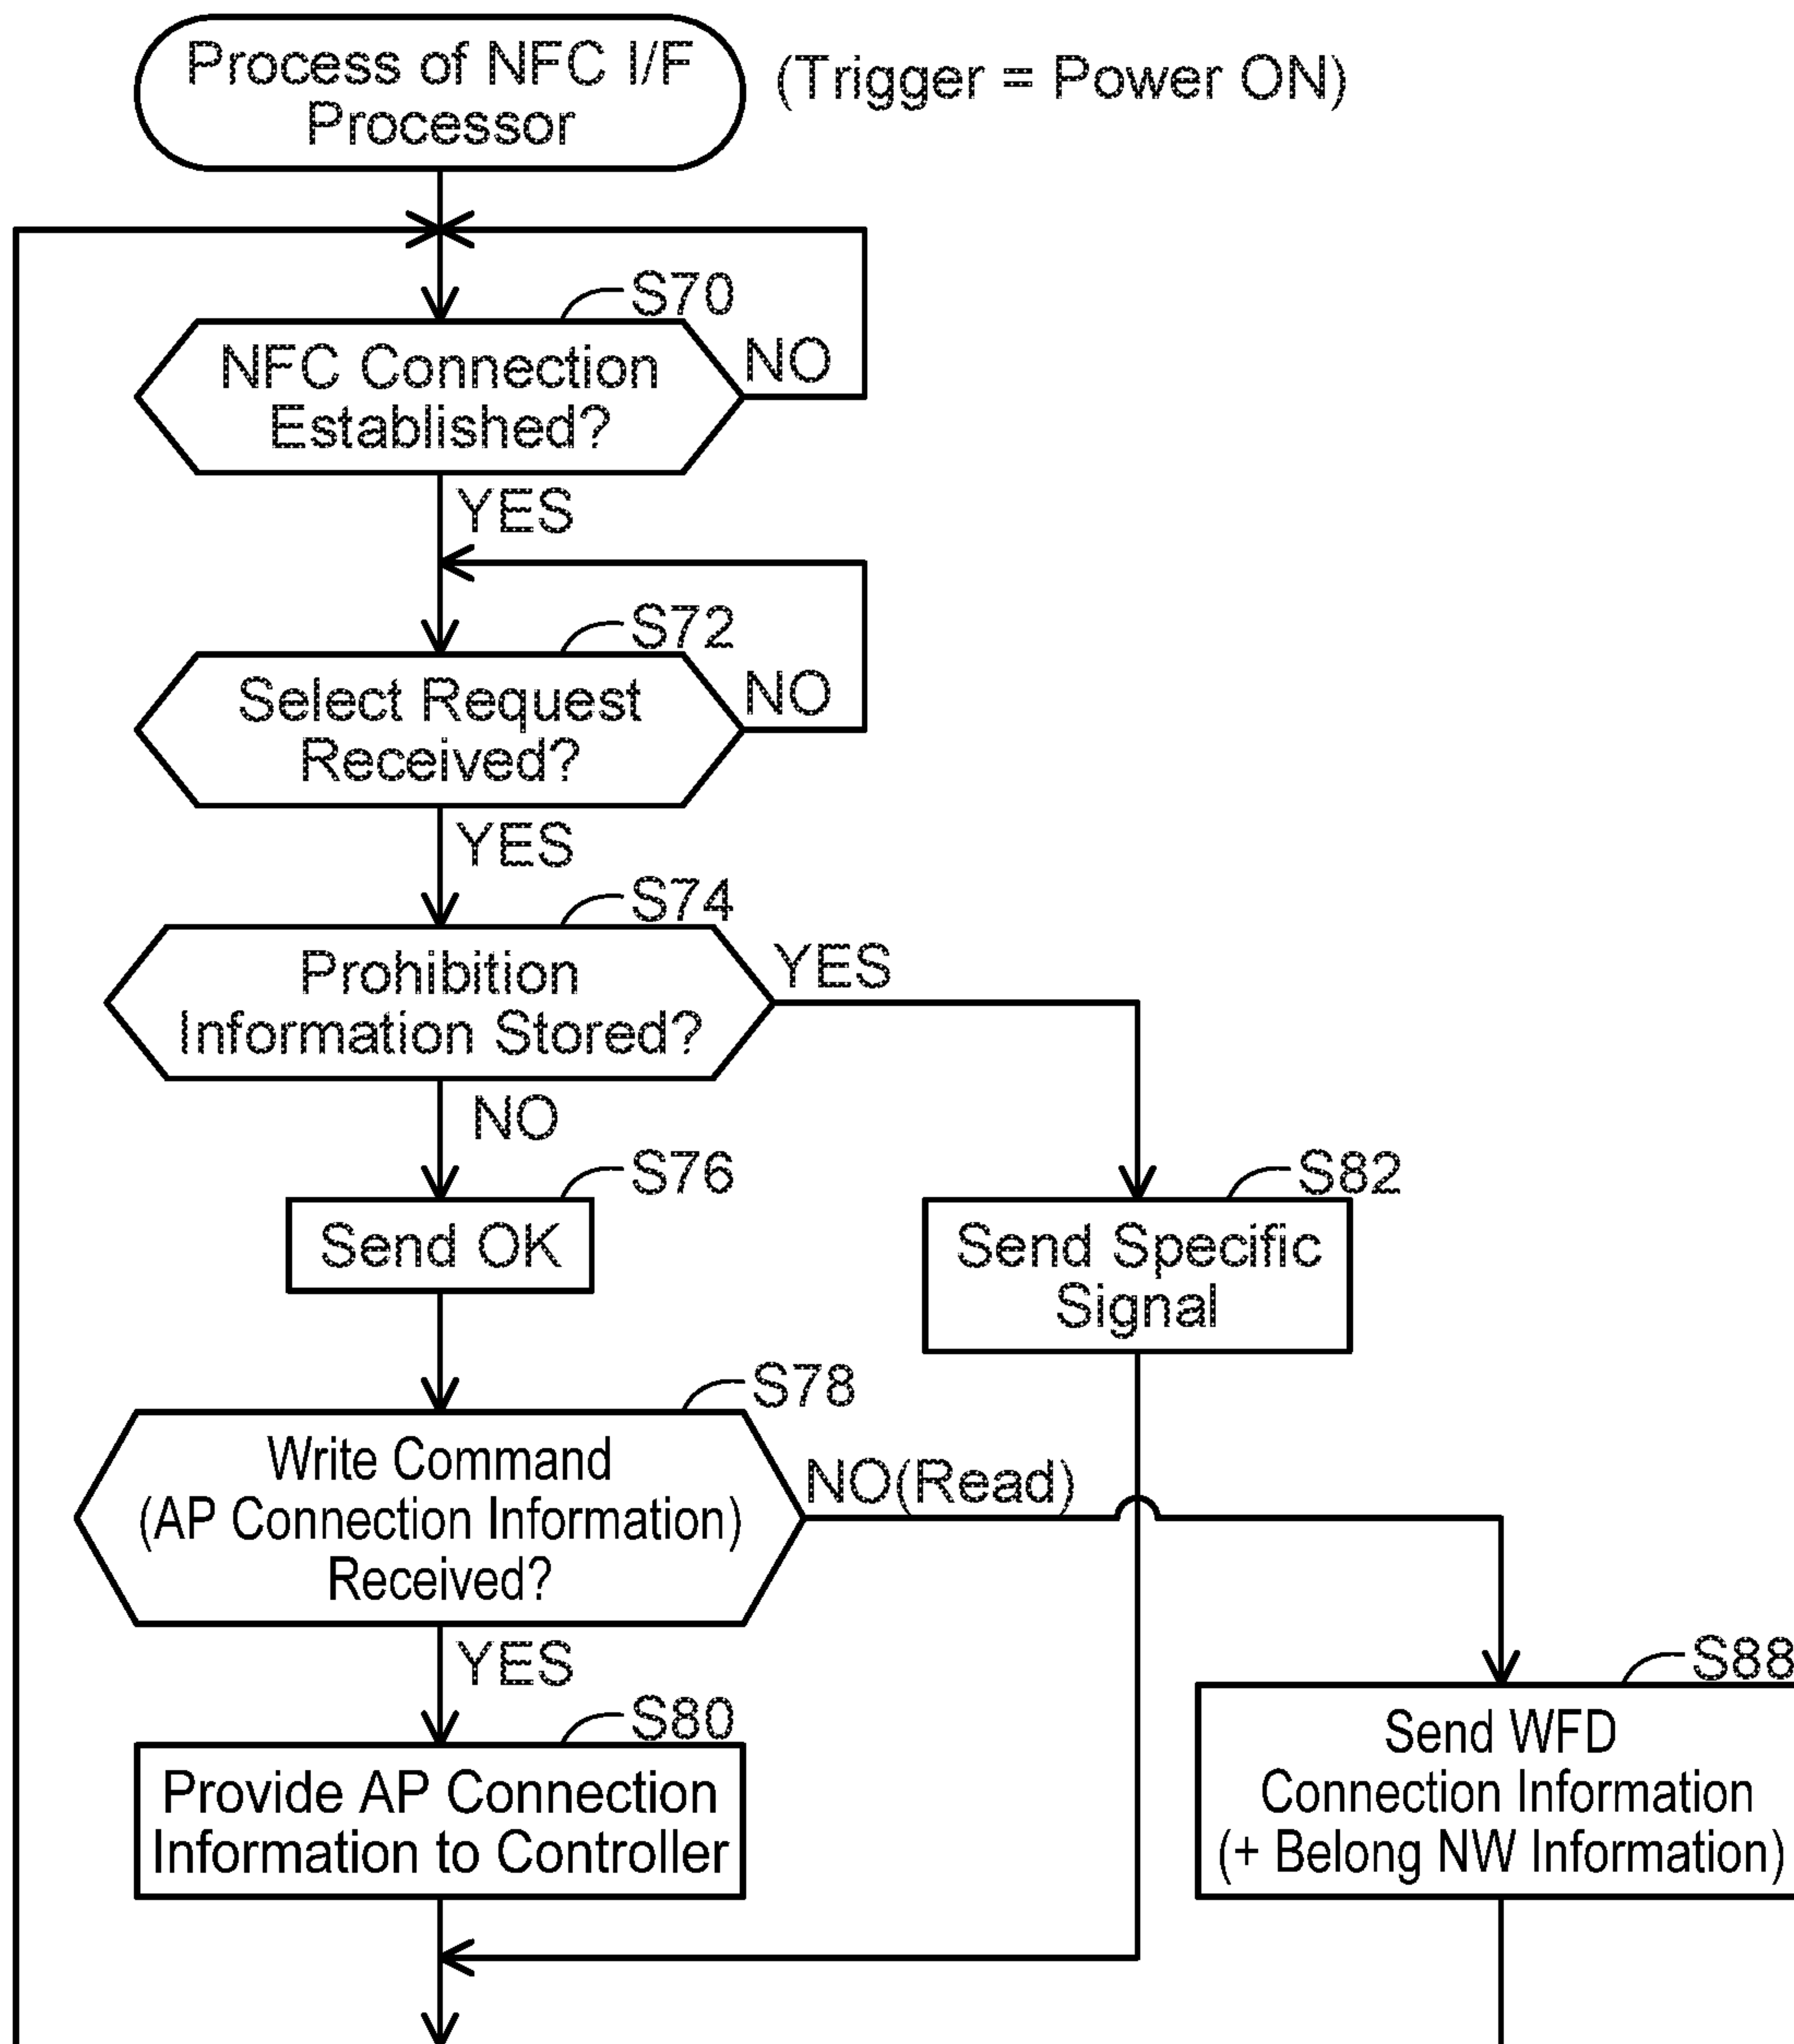 Process of NFC I/F
Processor
(Trigger = Power ON)
S70
NFC Connection
Established?
NO
YES
S72
Select Request
Received?
NO
YES
S74
Prohibition
Information Stored?
YES
NO
S76
Send OK
S82
Send Specific
Signal
S78
Write Command
(AP Connection Information)
Received?
NO(Read)
YES
S80
Provide AP Connection
Information to Controller
S88
Send WFD
Connection Information
(+ Belong NW Information)